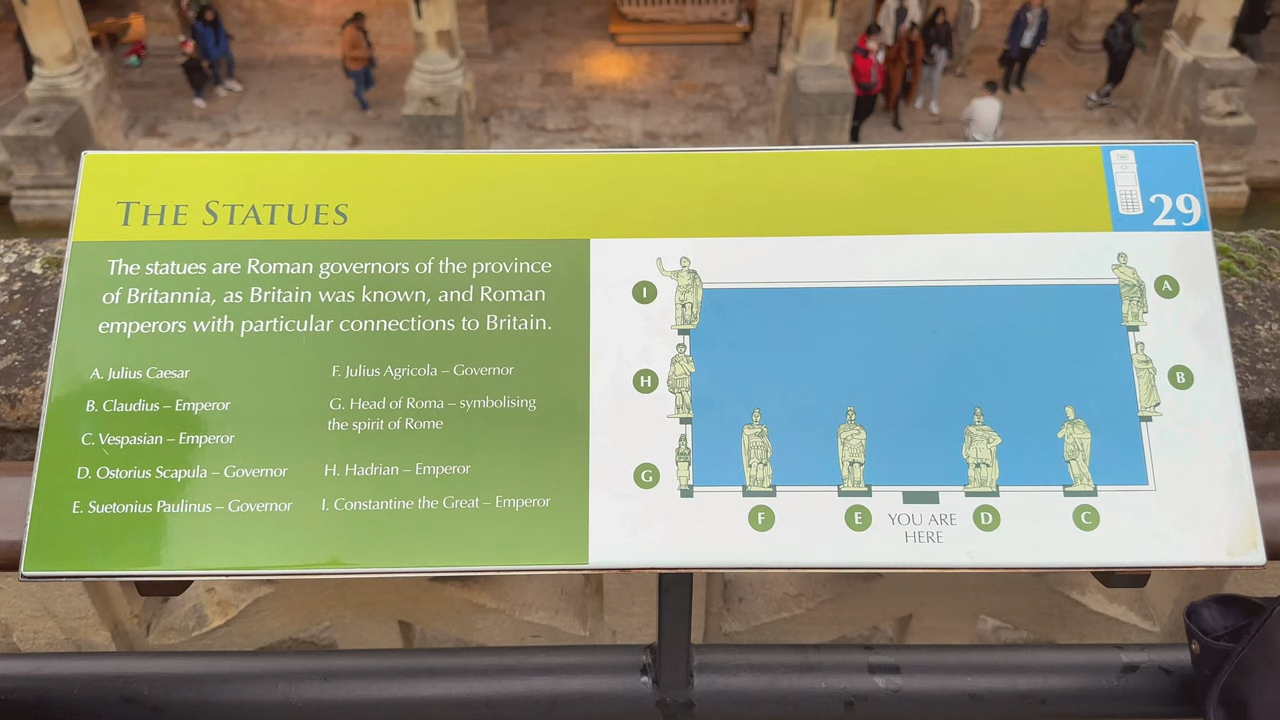 THE STATUES
29
The statues are Roman governors of the province
of Britannia, as Britain was known, and Roman
emperors with particular connections to Britain.
A. Julius Caesar
B. Claudius – Emperor
C. Vespasian – Emperor
D. Ostorius Scapula – Governor
E. Suetonius Paulinus – Governor
F. Julius Agricola – Governor
G. Head of Roma – symbolising
the spirit of Rome
H. Hadrian – Emperor
I. Constantine the Great – Emperor
I
A
H
B
G
F
E
YOU ARE
HERE
D
C